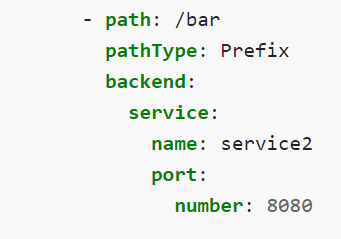 - path: /bar
  pathType: Prefix
  backend:
    service:
      name: service2
      port:
        number: 8080